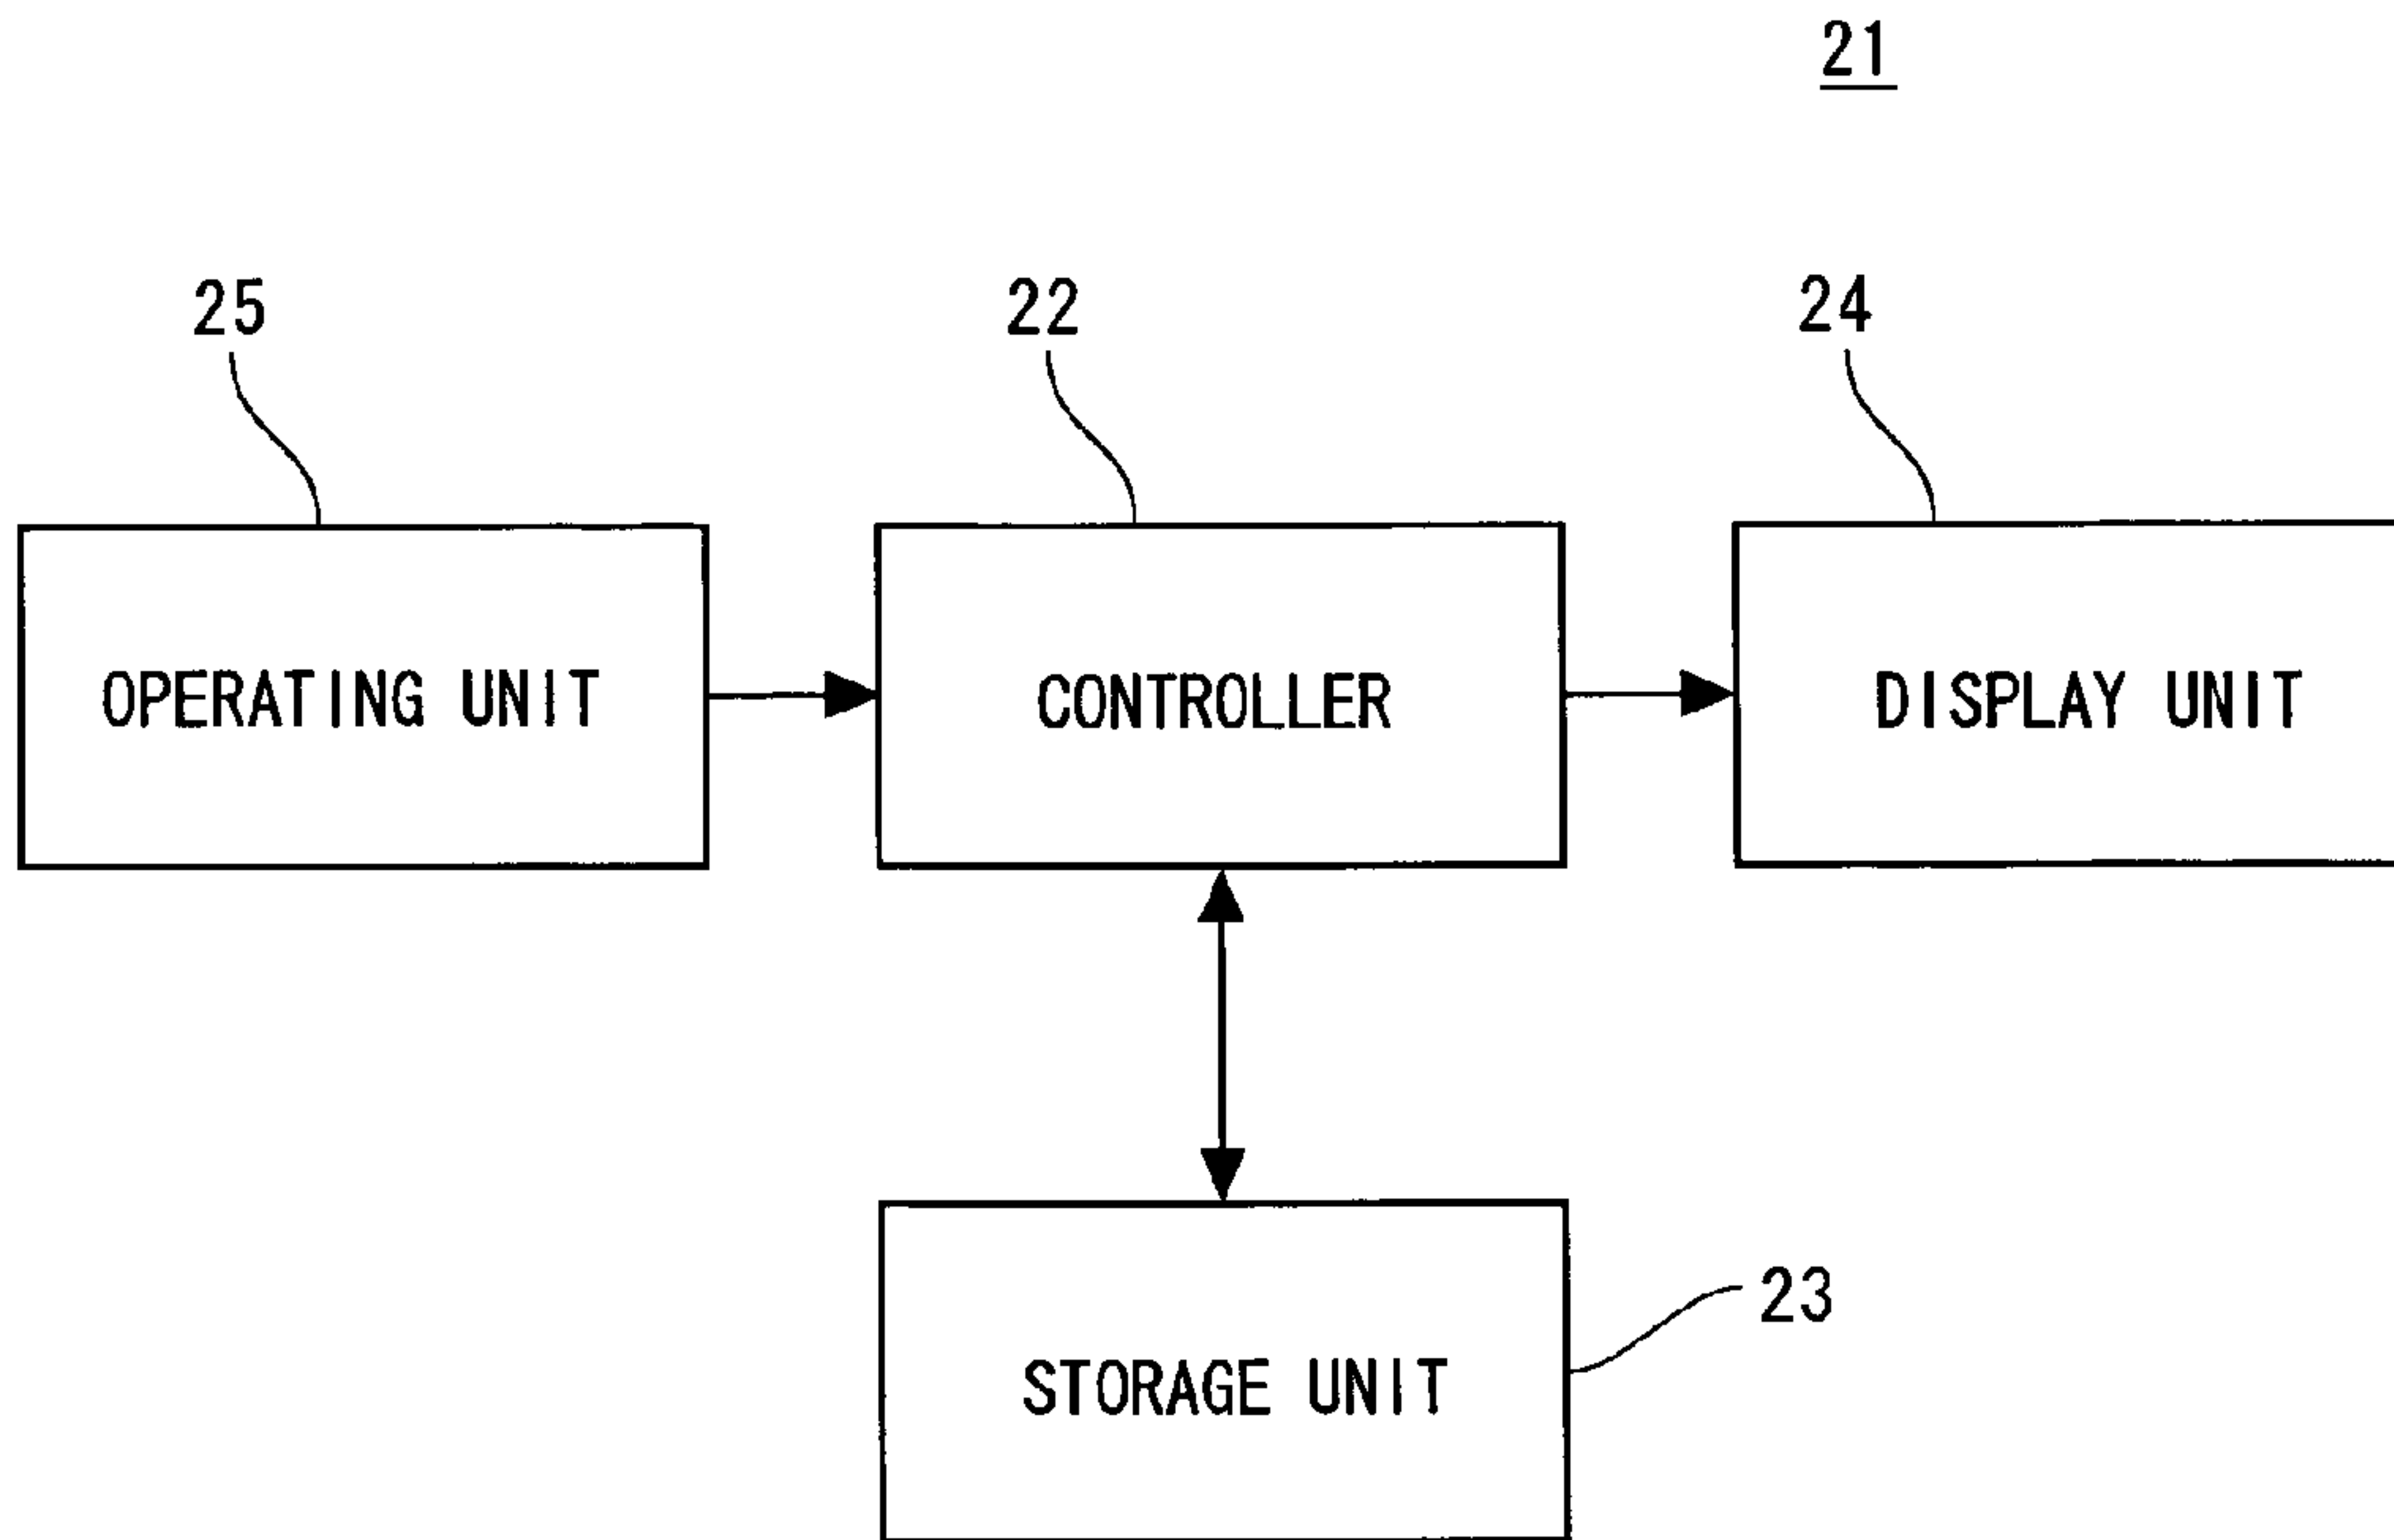 21
25
22
24
OPERATING UNIT
CONTROLLER
DISPLAY UNIT
23
STORAGE UNIT